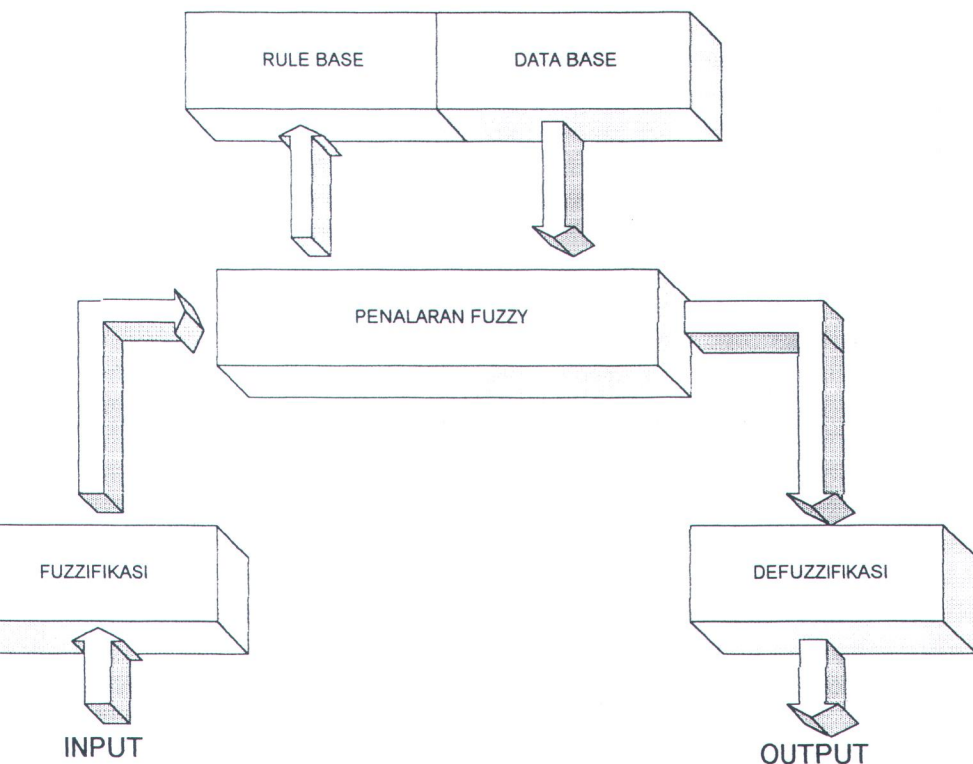 RULE BASE
DATA BASE
PENALARAN FUZZY
FUZZIFIKASI
DEFUZZIFIKASI
INPUT
OUTPUT